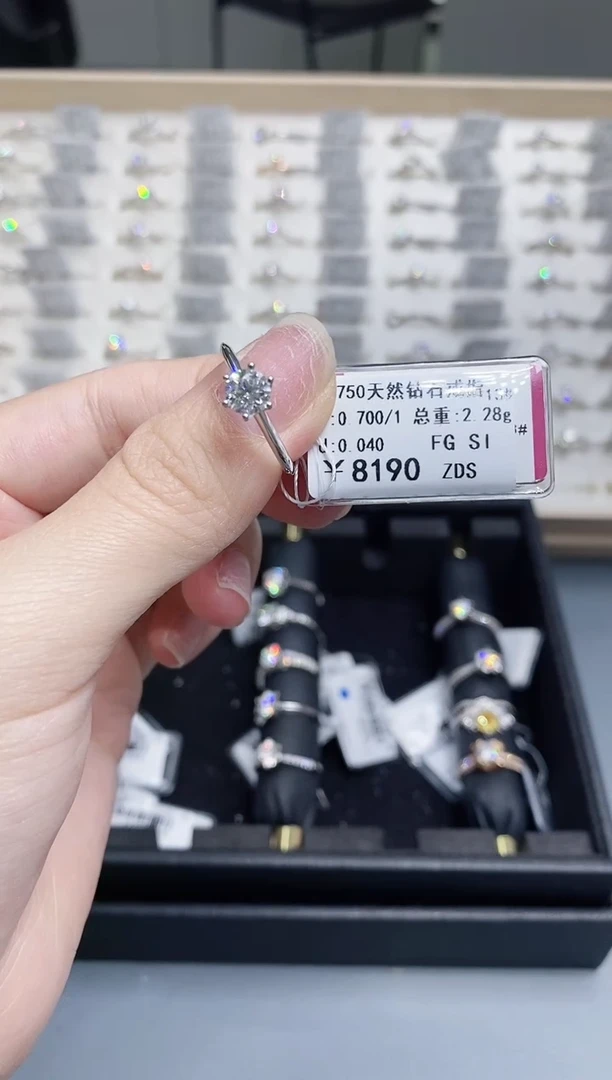 750天然钻石戒指 13#
:0.700/1 总重:2.28g
:0.040 FG SI
¥8190 ZDS